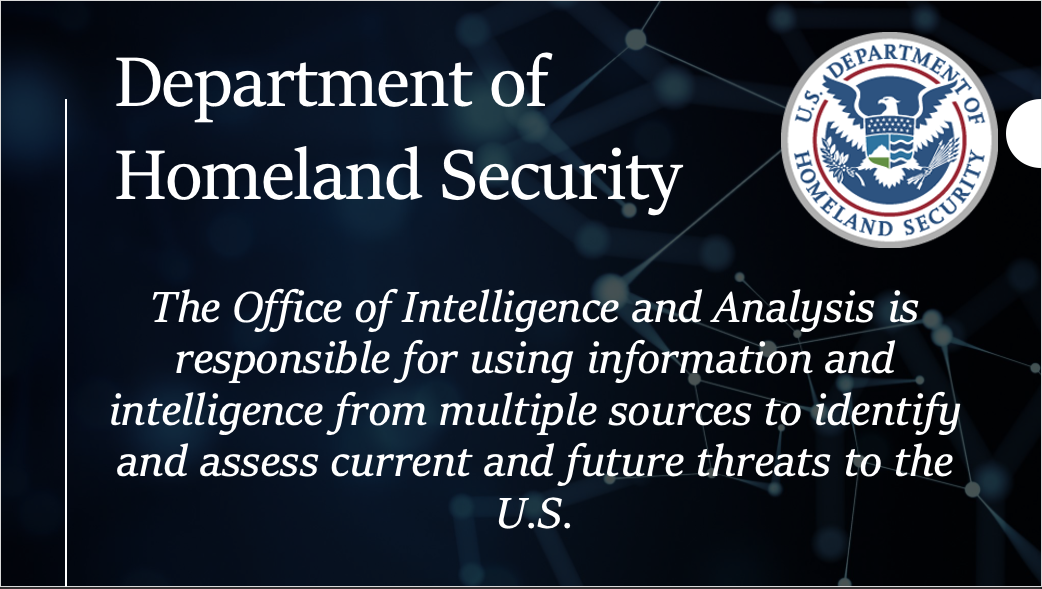 Department of
Homeland Security
U.S. DEPARTMENT OF
HOMELAND SECURITY
The Office of Intelligence and Analysis is
responsible for using information and
intelligence from multiple sources to identify
and assess current and future threats to the
U.S.